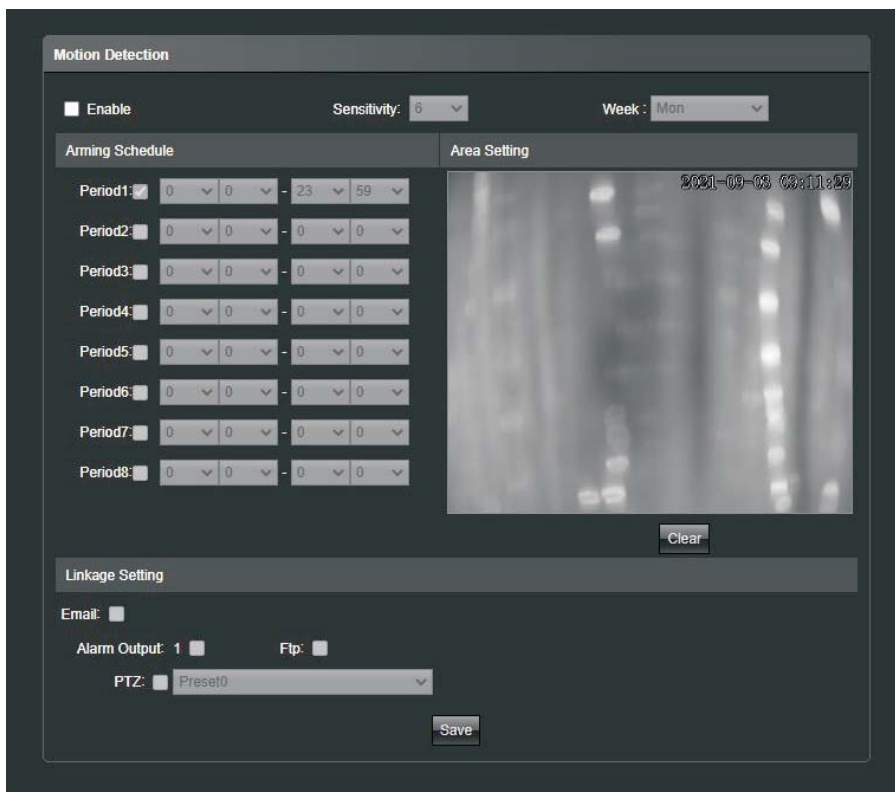 Motion Detection
Enable Sensitivity: 6 Week : Mon
Arming Schedule Area Setting
Period1: 0 0 - 23 59
2021-09-03 03:11:29
Period2: 0 0 - 0 0
Period3: 0 0 - 0 0
Period4: 0 0 - 0 0
Period5: 0 0 - 0 0
Period6: 0 0 - 0 0
Period7: 0 0 - 0 0
Period8: 0 0 - 0 0
Clear
Linkage Setting
Email:
Alarm Output: 1 Ftp:
PTZ: Preset0
Save